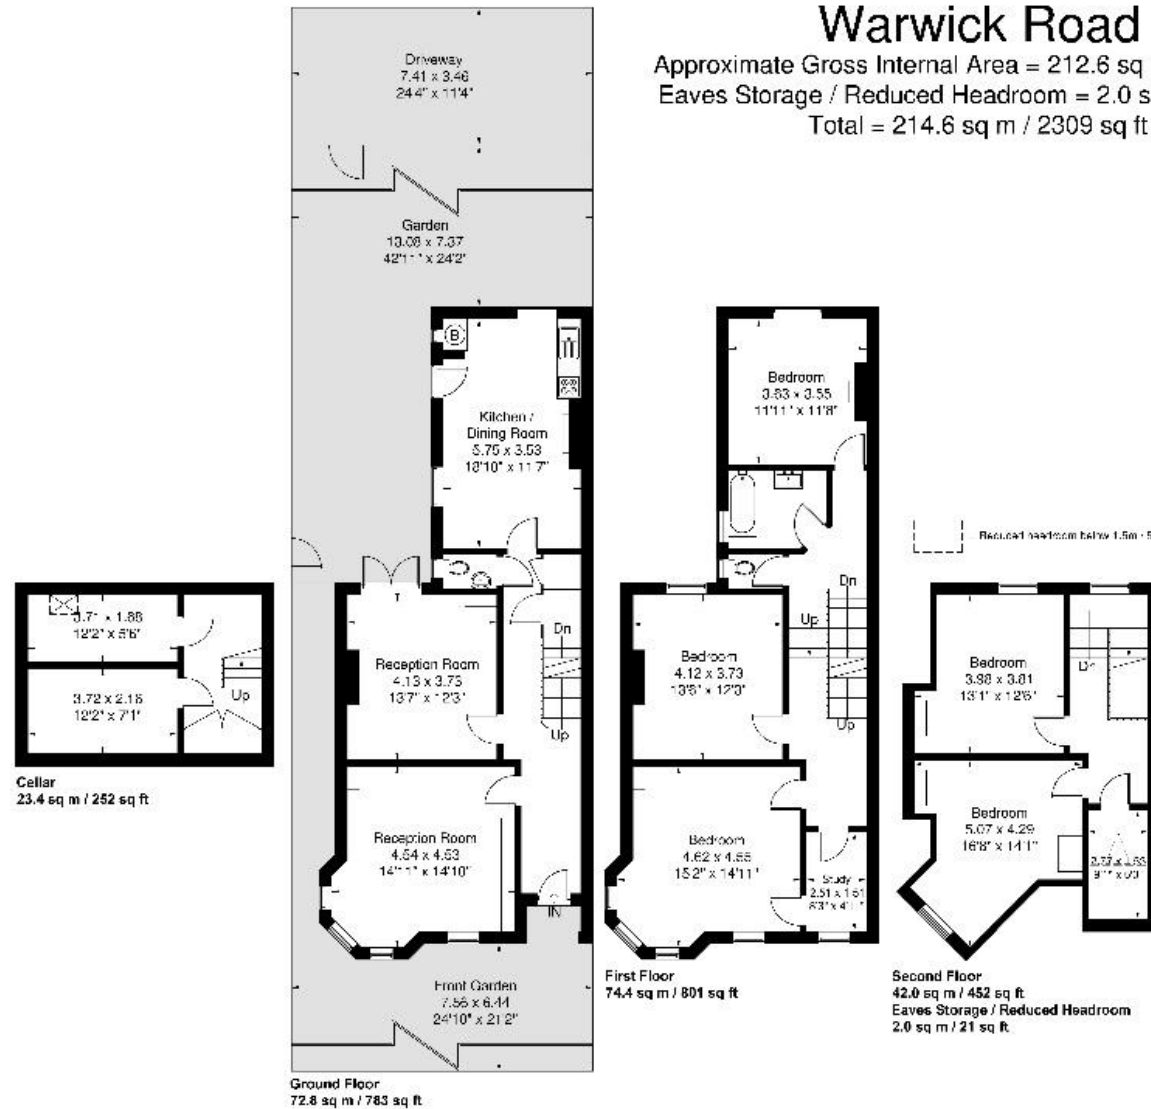 Warwick Road
Approximate Gross Internal Area = 212.6 sq
Eaves Storage / Reduced Headroom = 2.0 s
Total = 214.6 sq m / 2309 sq ft
Driveway
7.41 x 3.46
24'4" x 11'4"
Garden
13.08 x 7.37
42'11" x 24'2"
B
Kitchen /
Dining Room
5.75 x 3.53
18'10" x 11'7"
Reception Room
4.13 x 3.73
13'7" x 12'3"
Dn
Up
Reception Room
4.54 x 4.53
14'11" x 14'10"
IN
Front Garden
7.56 x 6.44
24'10" x 21'2"
Ground Floor
72.8 sq m / 783 sq ft
3.71 x 1.68
12'2" x 5'6"
3.72 x 2.16
12'2" x 7'1"
Up
Cellar
23.4 sq m / 252 sq ft
Bedroom
3.63 x 3.55
11'11" x 11'8"
Dn
Up
Bedroom
4.12 x 3.73
13'6" x 12'3"
Up
Bedroom
4.62 x 4.55
15'2" x 14'11"
Study
2.51 x 1.51
8'3" x 4'11"
First Floor
74.4 sq m / 801 sq ft
Reduced headroom below 1.5m / 5
Dn
Bedroom
3.98 x 3.81
13'1" x 12'6"
Bedroom
5.07 x 4.29
16'8" x 14'1"
Second Floor
42.0 sq m / 452 sq ft
Eaves Storage / Reduced Headroom
2.0 sq m / 21 sq ft